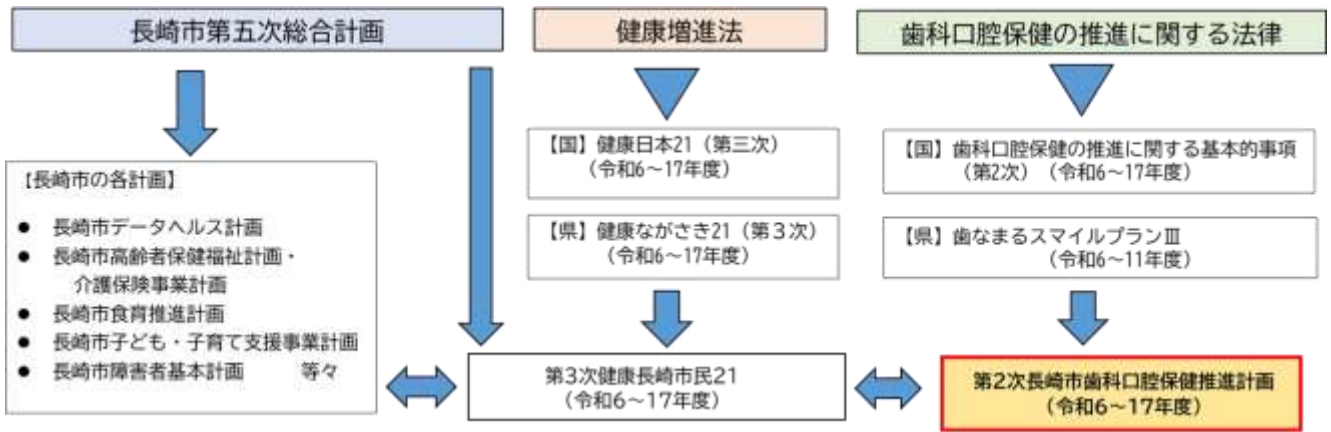 長崎市第五次総合計画
健康増進法
歯科口腔保健の推進に関する法律
【長崎市の各計画】
● 長崎市データヘルス計画
● 長崎市高齢者保健福祉計画・
介護保険事業計画
● 長崎市食育推進計画
● 長崎市子ども・子育て支援事業計画
● 長崎市障害者基本計画 等々
【国】健康日本21（第三次）
（令和6～17年度）
【県】健康ながさき21（第３次）
（令和6～17年度）
【国】歯科口腔保健の推進に関する基本的事項
（第2次）（令和6～17年度）
【県】歯なまるスマイルプランⅢ
（令和6～11年度）
第3次健康長崎市民21
（令和6～17年度）
第2次長崎市歯科口腔保健推進計画
（令和6～17年度）